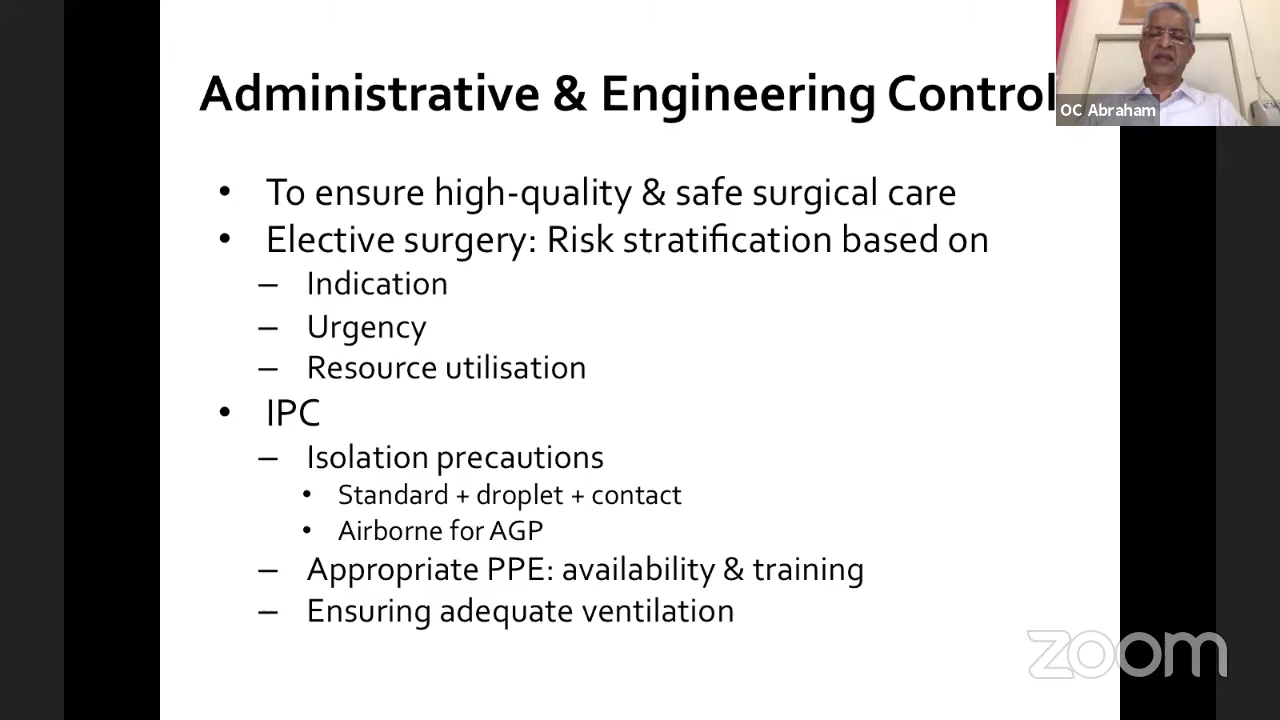 Administrative & Engineering Control
OC Abraham
• To ensure high-quality & safe surgical care
• Elective surgery: Risk stratification based on
– Indication
– Urgency
– Resource utilisation
• IPC
– Isolation precautions
• Standard + droplet + contact
• Airborne for AGP
– Appropriate PPE: availability & training
– Ensuring adequate ventilation
zoom